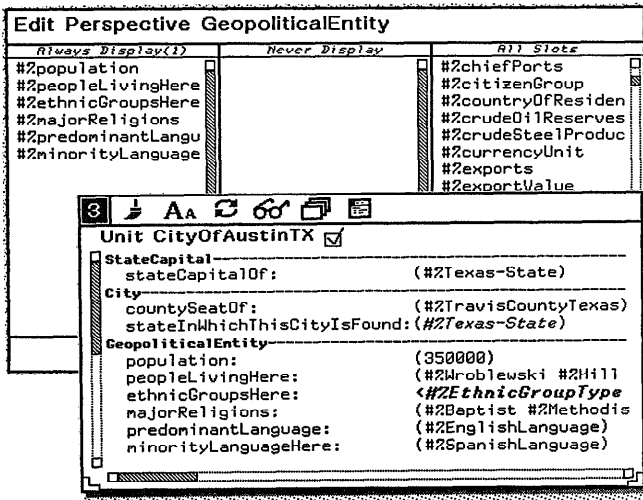 Edit Perspective GeopoliticalEntity
Always Display(1) Never Display All Slots
#%population
#%peopleLivingHere
#%ethnicGroupsHere
#%majorReligions
#%predominantLangu
#%minorityLanguage
#%chiefPorts
#%citizenGroup
#%countryOfResiden
#%crudeOilReserves
#%crudeSteelProduc
#%currencyUnit
#%exports
#%exportValue
3 AA
Unit CityOfAustinTX
StateCapital
stateCapitalOf: (#%Texas-State)
City
countySeatOf: (#%TravisCountyTexas)
stateInWhichThisCityIsFound: (#%Texas-State)
GeopoliticalEntity
population: (350000)
peopleLivingHere: (#%Wroblewski #%Hill
ethnicGroupsHere: <#%EthnicGroupType
majorReligions: (#%Baptist #%Methodis
predominantLanguage: (#%EnglishLanguage)
minorityLanguageHere: (#%SpanishLanguage)